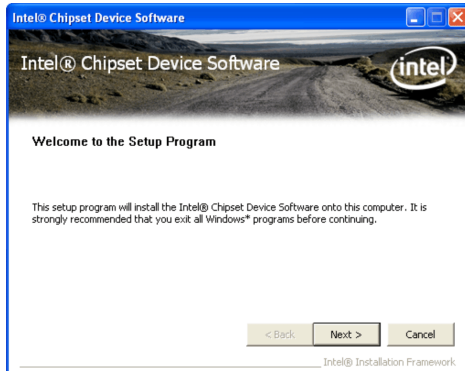 Intel® Chipset Device Software
Intel® Chipset Device Software
intel
Welcome to the Setup Program
This setup program will install the Intel® Chipset Device Software onto this computer. It is
strongly recommended that you exit all Windows* programs before continuing.
< Back
Next >
Cancel
Intel® Installation Framework